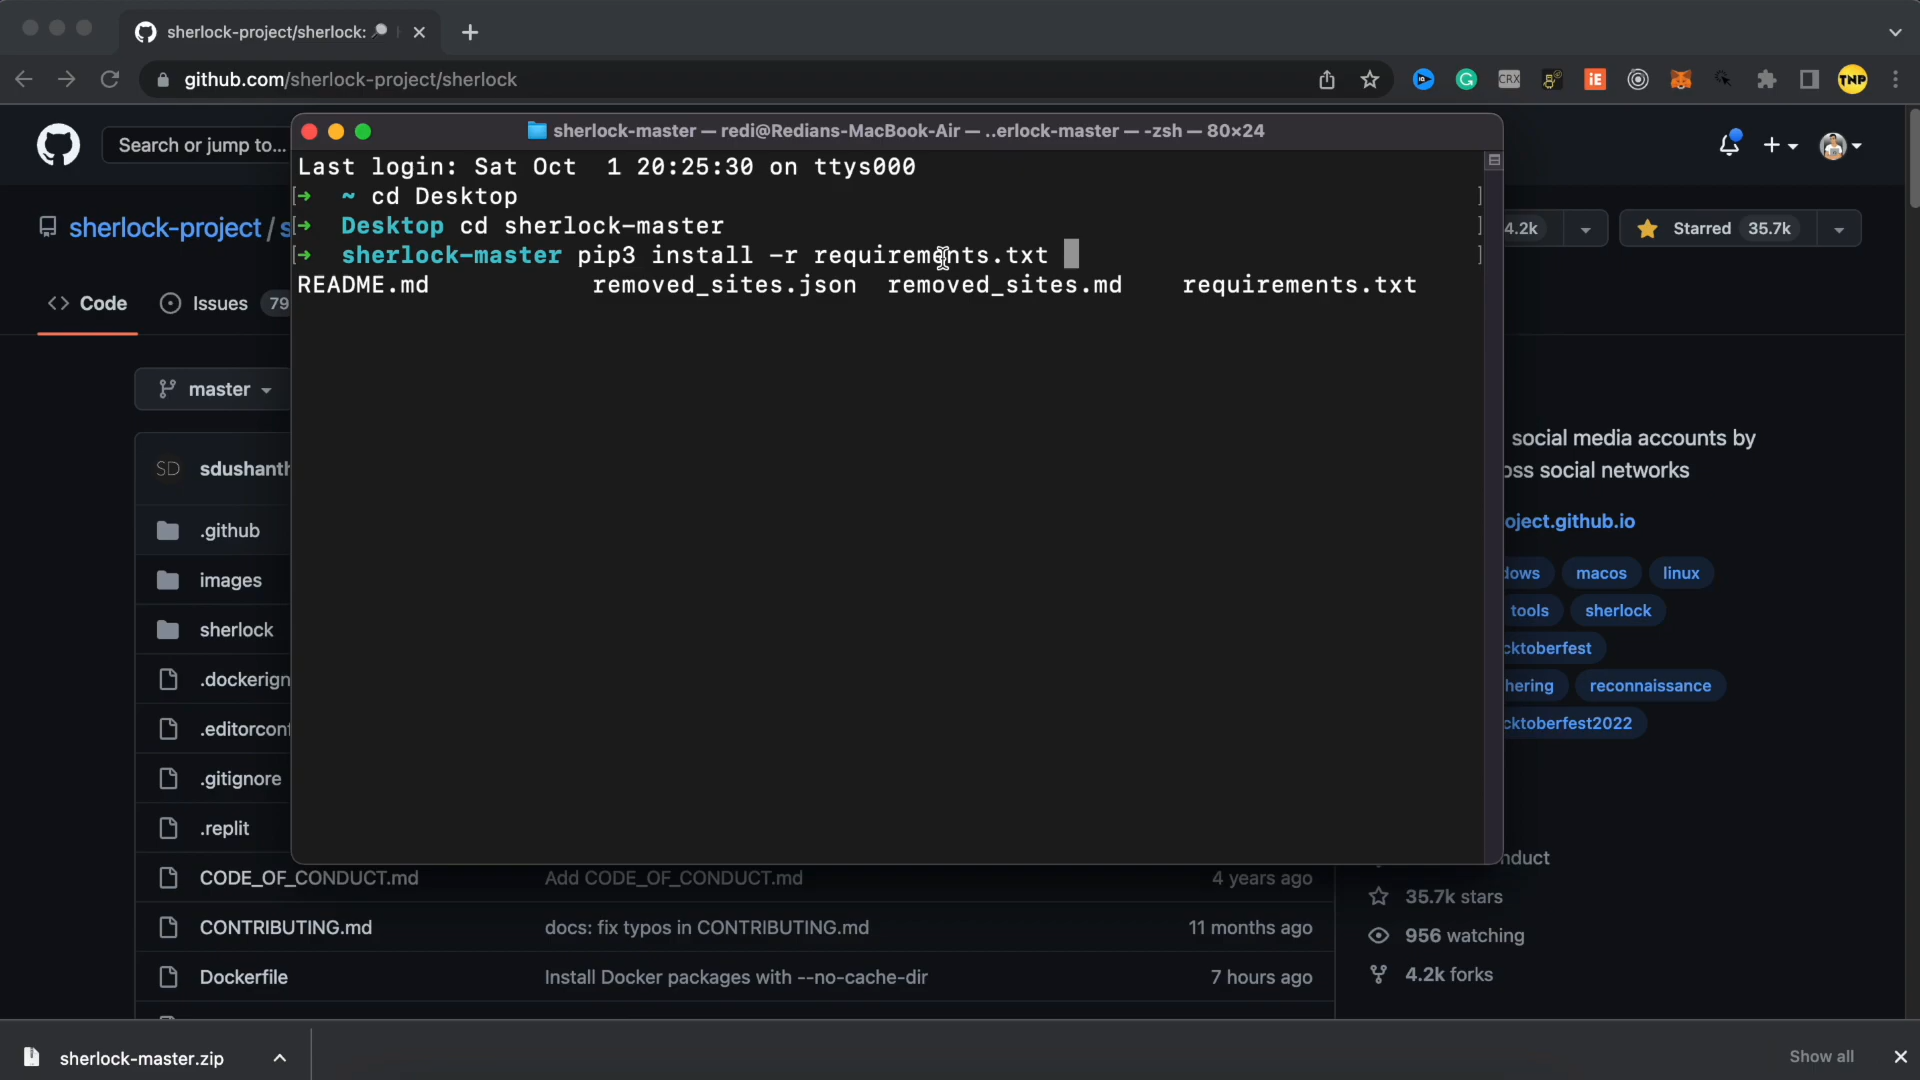 sherlock-project/sherlock:
github.com/sherlock-project/sherlock
CRX
iE
TNP
Search or jump to...
sherlock-master — redi@Redians-MacBook-Air — ..erlock-master — -zsh — 80×24
Last login: Sat Oct  1 20:25:30 on ttys000
➜ ~ cd Desktop
➜ Desktop cd sherlock-master
➜ sherlock-master pip3 install -r requirements.txt
README.md removed_sites.json removed_sites.md requirements.txt
sherlock-project / s
4.2k
Starred 35.7k
Code
Issues 79
master
social media accounts by
oss social networks
SD sdushanth
oject.github.io
.github
images
dows macos linux
sherlock
tools sherlock
cktoberfest
.dockerign
hering reconnaissance
.editorconf
cktoberfest2022
.gitignore
.replit
nduct
CODE_OF_CONDUCT.md Add CODE_OF_CONDUCT.md 4 years ago
35.7k stars
CONTRIBUTING.md docs: fix typos in CONTRIBUTING.md 11 months ago
956 watching
Dockerfile Install Docker packages with --no-cache-dir 7 hours ago
4.2k forks
sherlock-master.zip
Show all